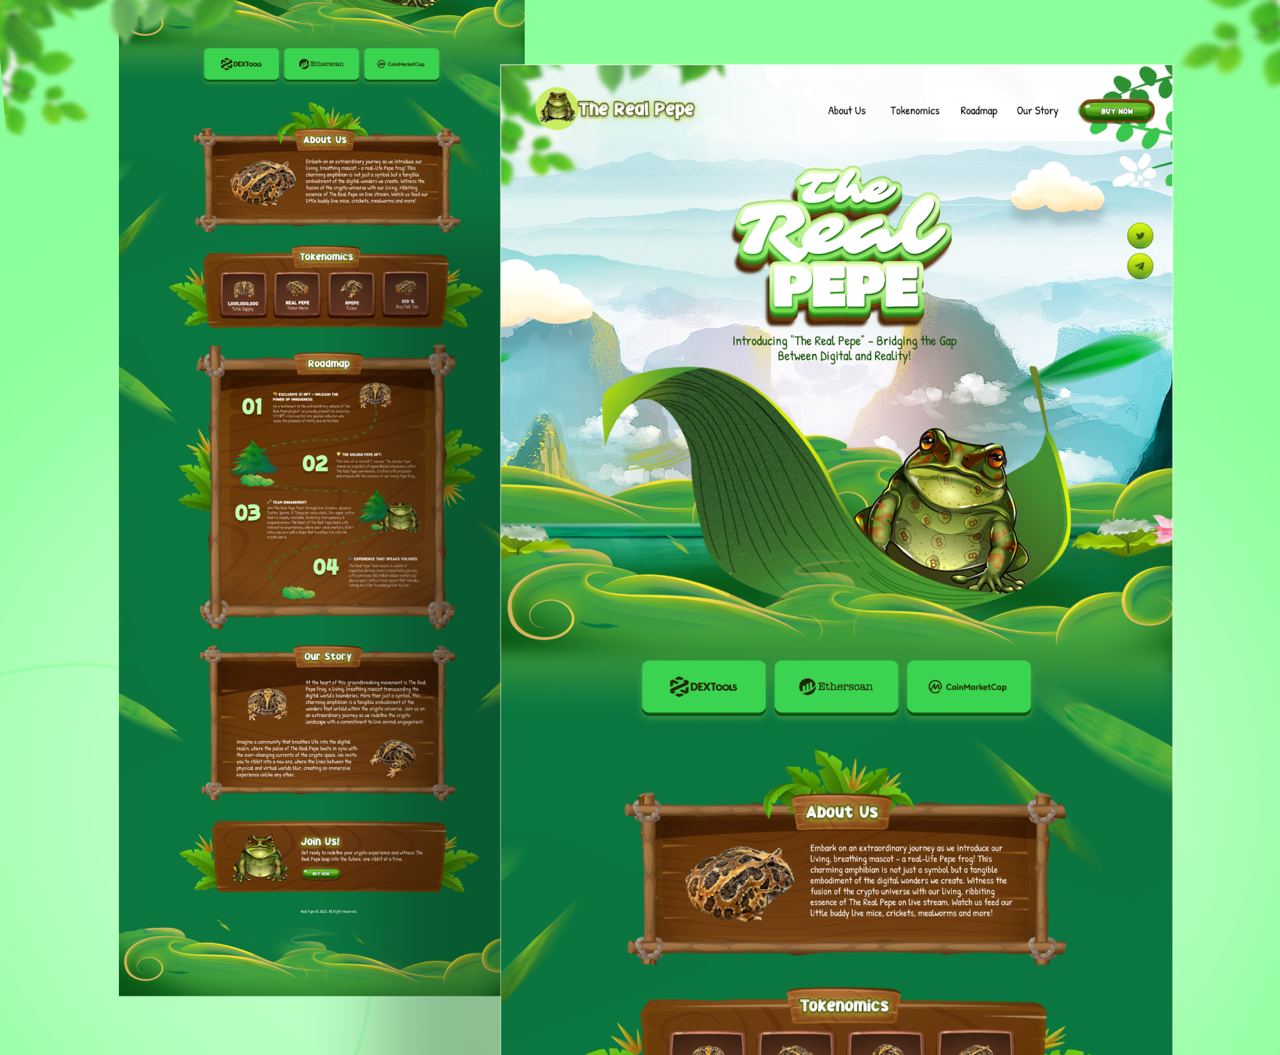 DEXTools
Etherscan
CoinMarketCap
About Us
Embark on an extraordinary journey as we introduce our
living, breathing mascot - a real-life Pepe frog! This
charming amphibian is not just a symbol but a tangible
embodiment of the digital wonders we create. Witness the
fusion of the crypto universe with our living, ribbiting
essence of The Real Pepe on live stream. Watch us feed our
little buddy live mice, crickets, mealworms and more!
Tokenomics
1,000,000,000
Total Supply
REAL PEPE
Token Name
RPEPE
Ticker
0/0 %
Buy/Sell Tax
Roadmap
01
EXCLUSIVE 1/1 NFT - UNLEASH THE
POWER OF UNIQUENESS:
02
THE GOLDEN PEPE NFT:
03
TEAM ENGAGEMENT:
04
EXPERIENCE THAT SPEAKS VOLUMES:
Our Story
At the heart of this groundbreaking movement is The Real
Pepe Frog, a living, breathing mascot transcending the
digital world's boundaries. More than just a symbol, this
charming amphibian is a tangible embodiment of the
wonders that unfold within the crypto universe. Join us on
an extraordinary journey as we redefine the crypto
landscape with a commitment to live animal engagement.
Imagine a community that breathes life into the digital
realm, where the pulse of The Real Pepe beats in sync with
the ever-changing currents of the crypto space. We invite
you to ribbit into a new era, where the lines between the
physical and virtual worlds blur, creating an immersive
experience unlike any other.
Join Us!
Get ready to redefine your crypto experience and witness The
Real Pepe leap into the future, one ribbit at a time.
BUY NOW
Real Pepe © 2023. All Rights Reserved.
The Real Pepe
About Us
Tokenomics
Roadmap
Our Story
BUY NOW
The
Real
PEPE
Introducing "The Real Pepe" - Bridging the Gap
Between Digital and Reality!
DEXTools
Etherscan
CoinMarketCap
About Us
Embark on an extraordinary journey as we introduce our
living, breathing mascot - a real-life Pepe frog! This
charming amphibian is not just a symbol but a tangible
embodiment of the digital wonders we create. Witness the
fusion of the crypto universe with our living, ribbiting
essence of The Real Pepe on live stream. Watch us feed our
little buddy live mice, crickets, mealworms and more!
Tokenomics